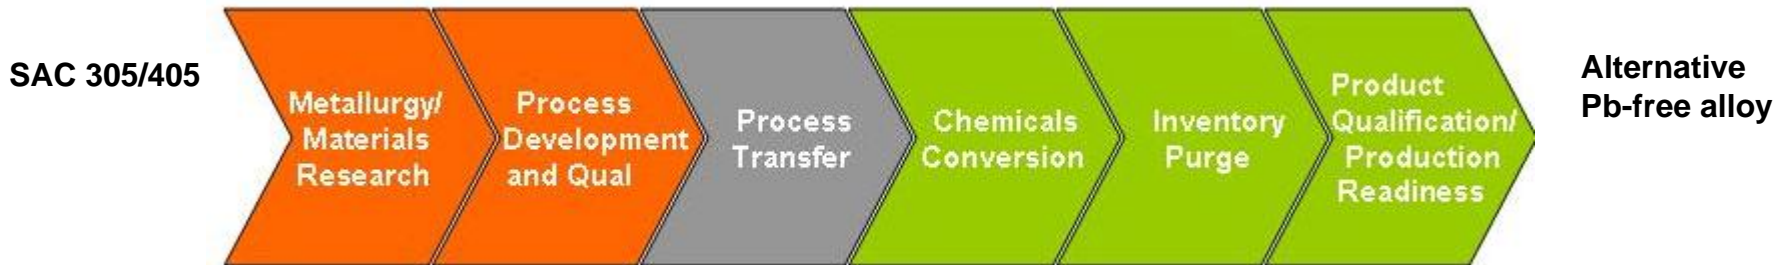 SAC 305/405
Metallurgy/
Materials
Research
Process
Development
and Qual
Process
Transfer
Chemicals
Conversion
Inventory
Purge
Product
Qualification/
Production
Readiness
Alternative
Pb-free alloy